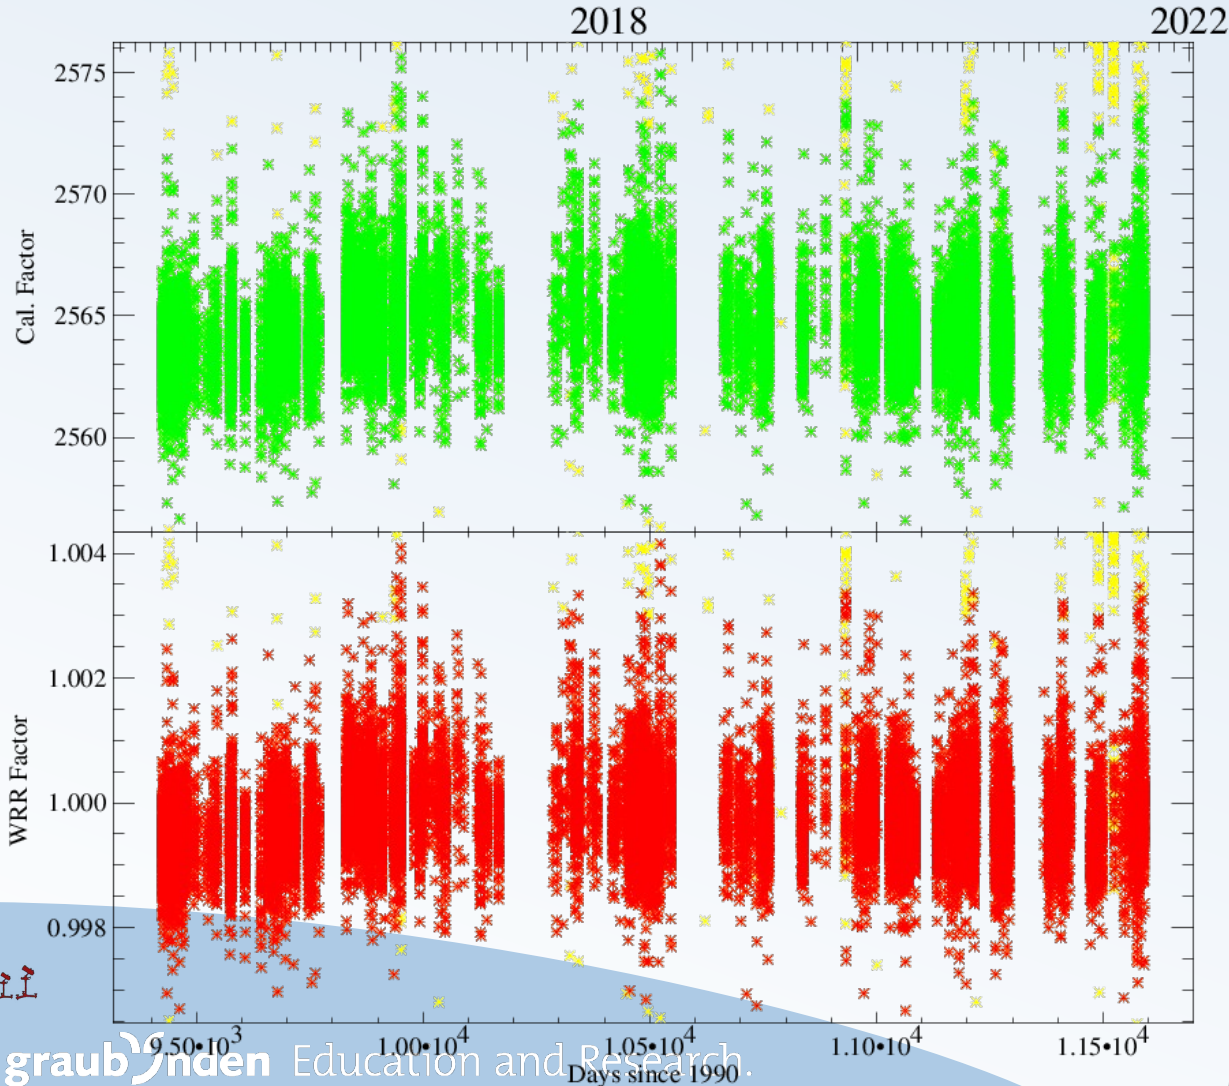 2018 2022
2575
2570
2565
2560
Cal. Factor
1.004
1.002
1.000
0.998
WRR Factor
9.50•10³ 1.00•10⁴ 1.05•10⁴ 1.10•10⁴ 1.15•10⁴
graubünden Education and Research.
Days since 1990